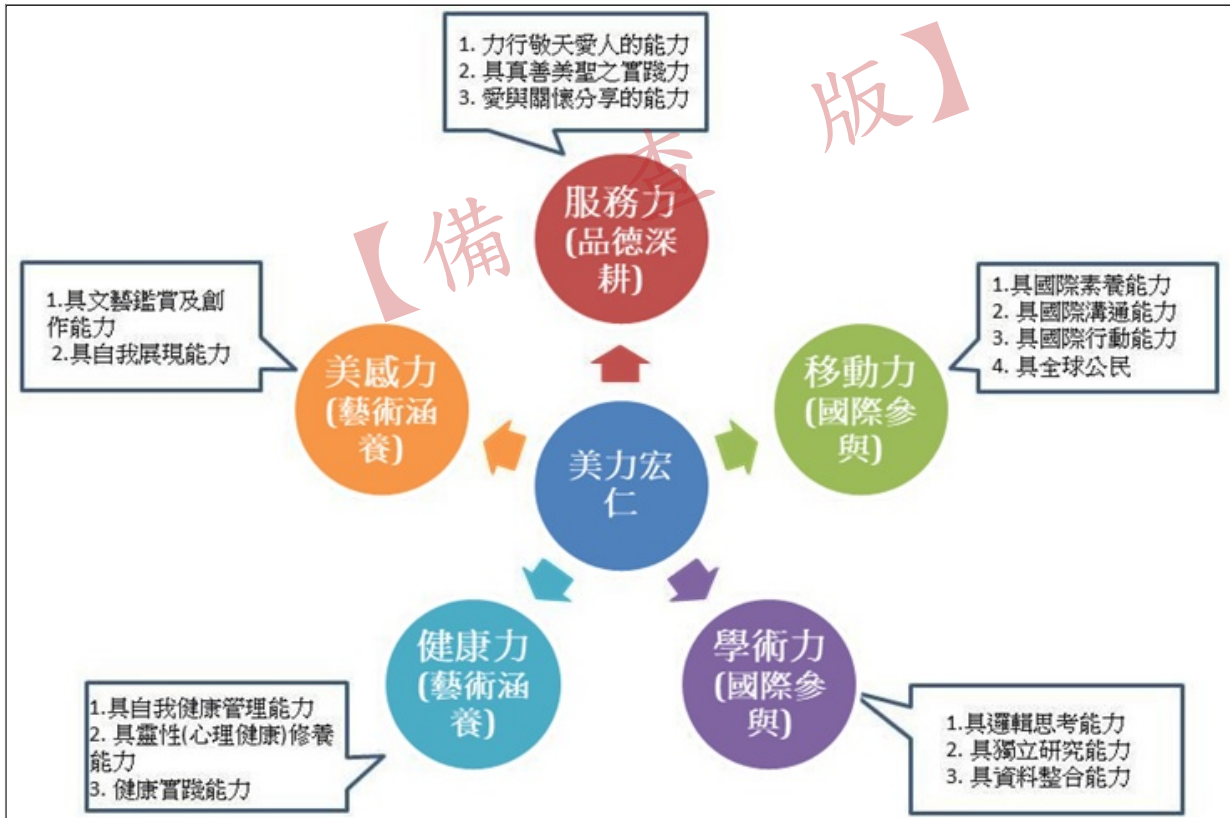 1. 力行敬天愛人的能力
2. 具真善美聖之實踐力
3. 愛與關懷分享的能力
【備查版】
服務力
(品德深
耕)
1.具文藝鑑賞及創
作能力
2.具自我展現能力
美感力
(藝術涵
養)
1.具國際素養能力
2. 具國際溝通能力
3. 具國際行動能力
4. 具全球公民
移動力
(國際參
與)
美力宏
仁
健康力
(藝術涵
養)
1.具自我健康管理能力
2. 具靈性(心理健康)修養
能力
3. 健康實踐能力
學術力
(國際參
與)
1.具邏輯思考能力
2. 具獨立研究能力
3. 具資料整合能力